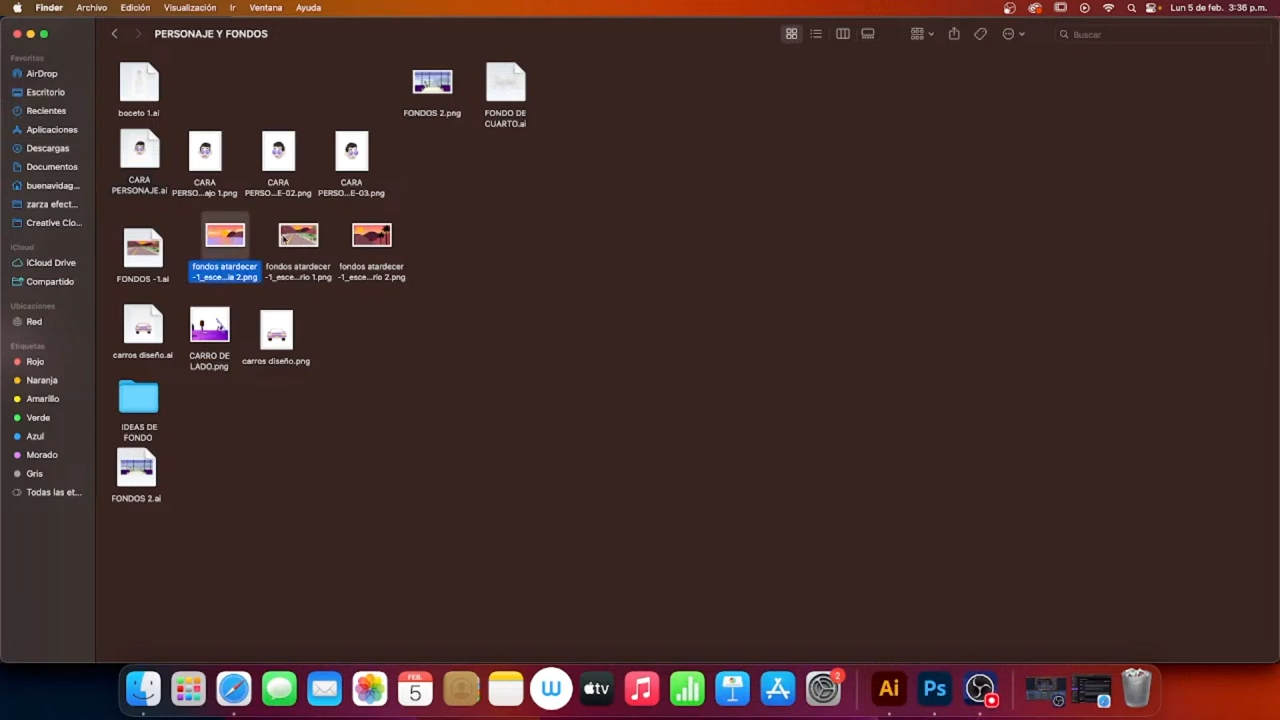 Finder Archivo Edición Visualización Ir Ventana Ayuda Lun 5 de feb. 3:36 p.m.
PERSONAJE Y FONDOS
Buscar
Favoritos
AirDrop
Escritorio
Recientes
Aplicaciones
Descargas
Documentos
buenavidag...
zarza efect...
Creative Clo...
iCloud
iCloud Drive
Compartido
Ubicaciones
Red
Etiquetas
Rojo
Naranja
Amarillo
Verde
Azul
Morado
Gris
Todas las et...
boceto 1.ai
FONDOS 2.png
FONDO DE
CUARTO.ai
CARA
PERSONAJE.ai
CARA
PERSO...ajo 1.png
CARA
PERSO...E-02.png
CARA
PERSO...E-03.png
FONDOS -1.ai
fondos atardecer
-1_esce...ia 2.png
fondos atardecer
-1_esce...rio 1.png
fondos atardecer
-1_esce...rio 2.png
carros diseño.ai
CARRO DE
LADO.png
carros diseño.png
IDEAS DE
FONDO
FONDOS 2.ai
FEB.
5
W
tv
2
Ai
Ps